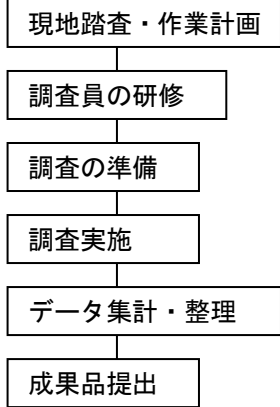 現地踏査・作業計画
調査員の研修
調査の準備
調査実施
データ集計・整理
成果品提出